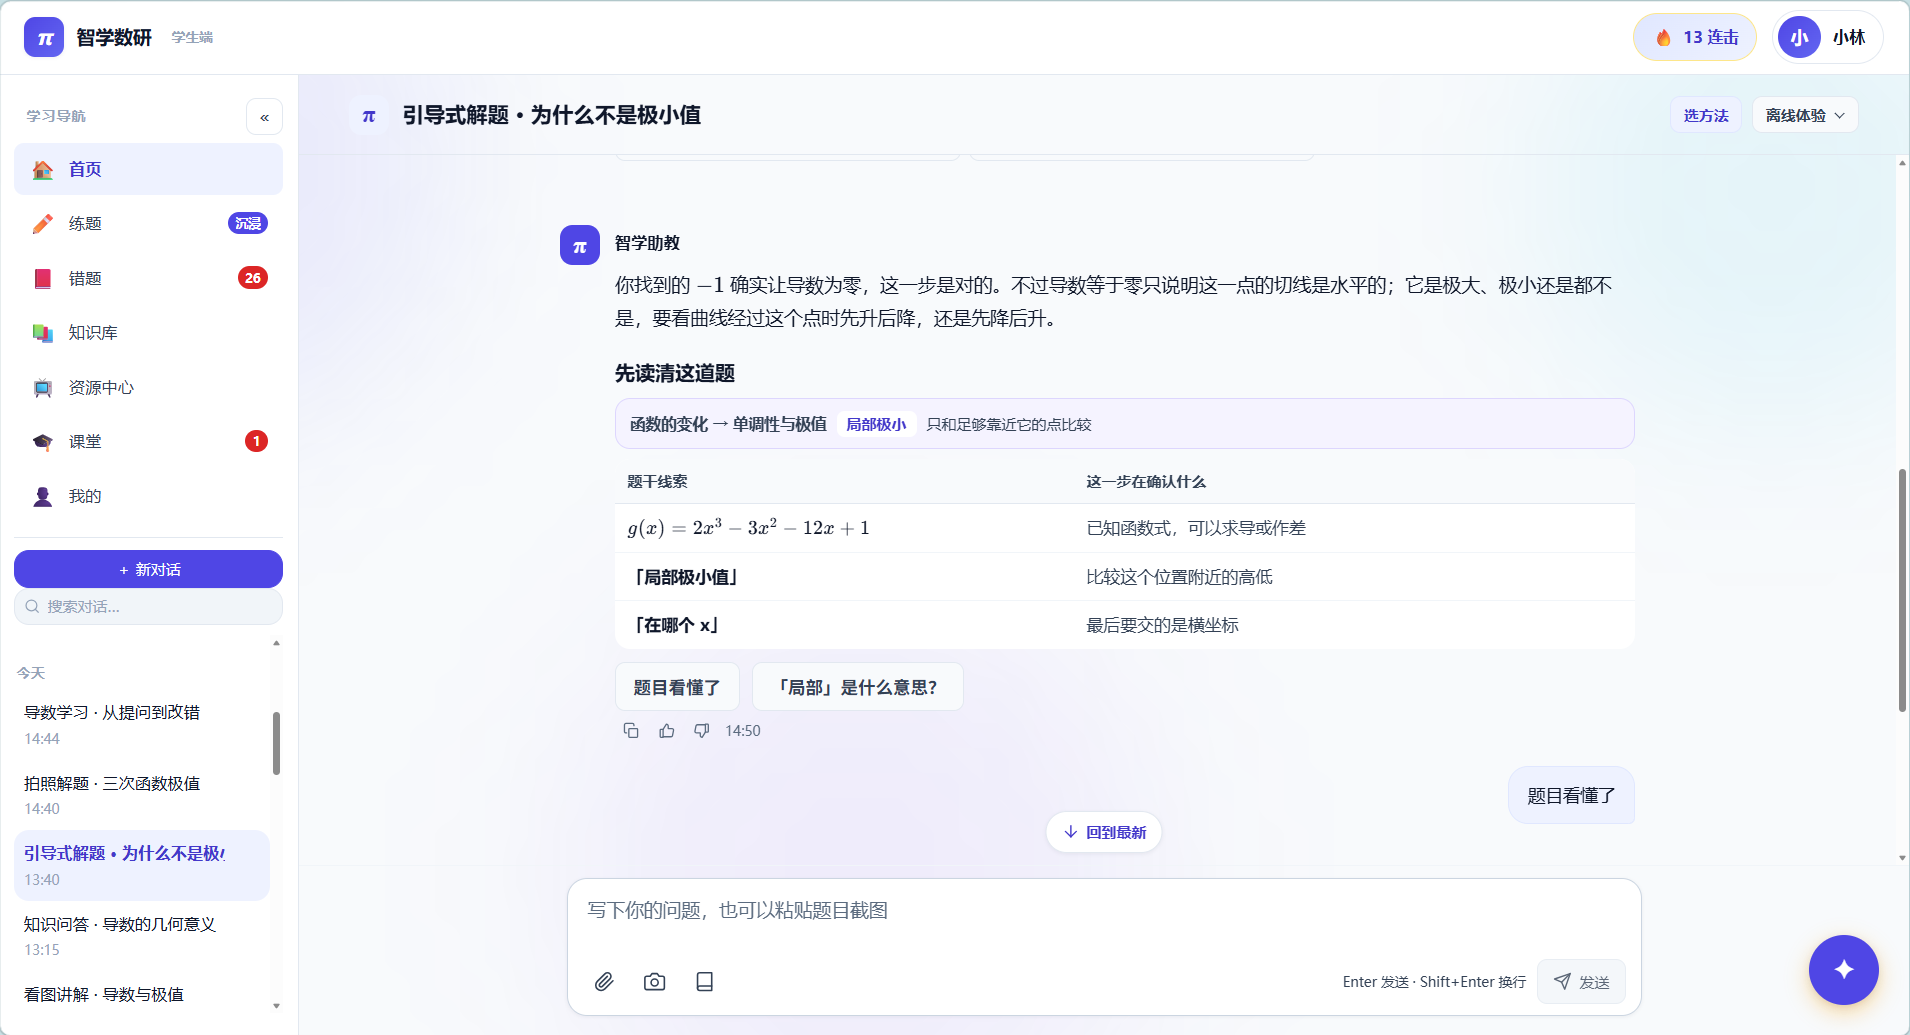 π 智学数研 学生端
13 连击
小 小林
学习导航 «
首页
练题 沉浸
错题 26
知识库
资源中心
课堂 1
我的
+ 新对话
搜索对话...
今天
导数学习 · 从提问到改错
14:44
拍照解题 · 三次函数极值
14:40
引导式解题 • 为什么不是极
13:40
知识问答 · 导数的几何意义
13:15
看图讲解 · 导数与极值
π 引导式解题 • 为什么不是极小值
选方法 离线体验
π 智学助教
你找到的 −1 确实让导数为零，这一步是对的。不过导数等于零只说明这一点的切线是水平的；它是极大、极小还是都不
是，要看曲线经过这个点时先升后降，还是先降后升。
先读清这道题
函数的变化 → 单调性与极值 局部极小 只和足够靠近它的点比较
题干线索 这一步在确认什么
g(x) = 2x³ − 3x² − 12x + 1 已知函数式，可以求导或作差
「局部极小值」 比较这个位置附近的高低
「在哪个 x」 最后要交的是横坐标
题目看懂了 「局部」是什么意思？
14:50
题目看懂了
↓ 回到最新
写下你的问题，也可以粘贴题目截图
Enter 发送 · Shift+Enter 换行 发送